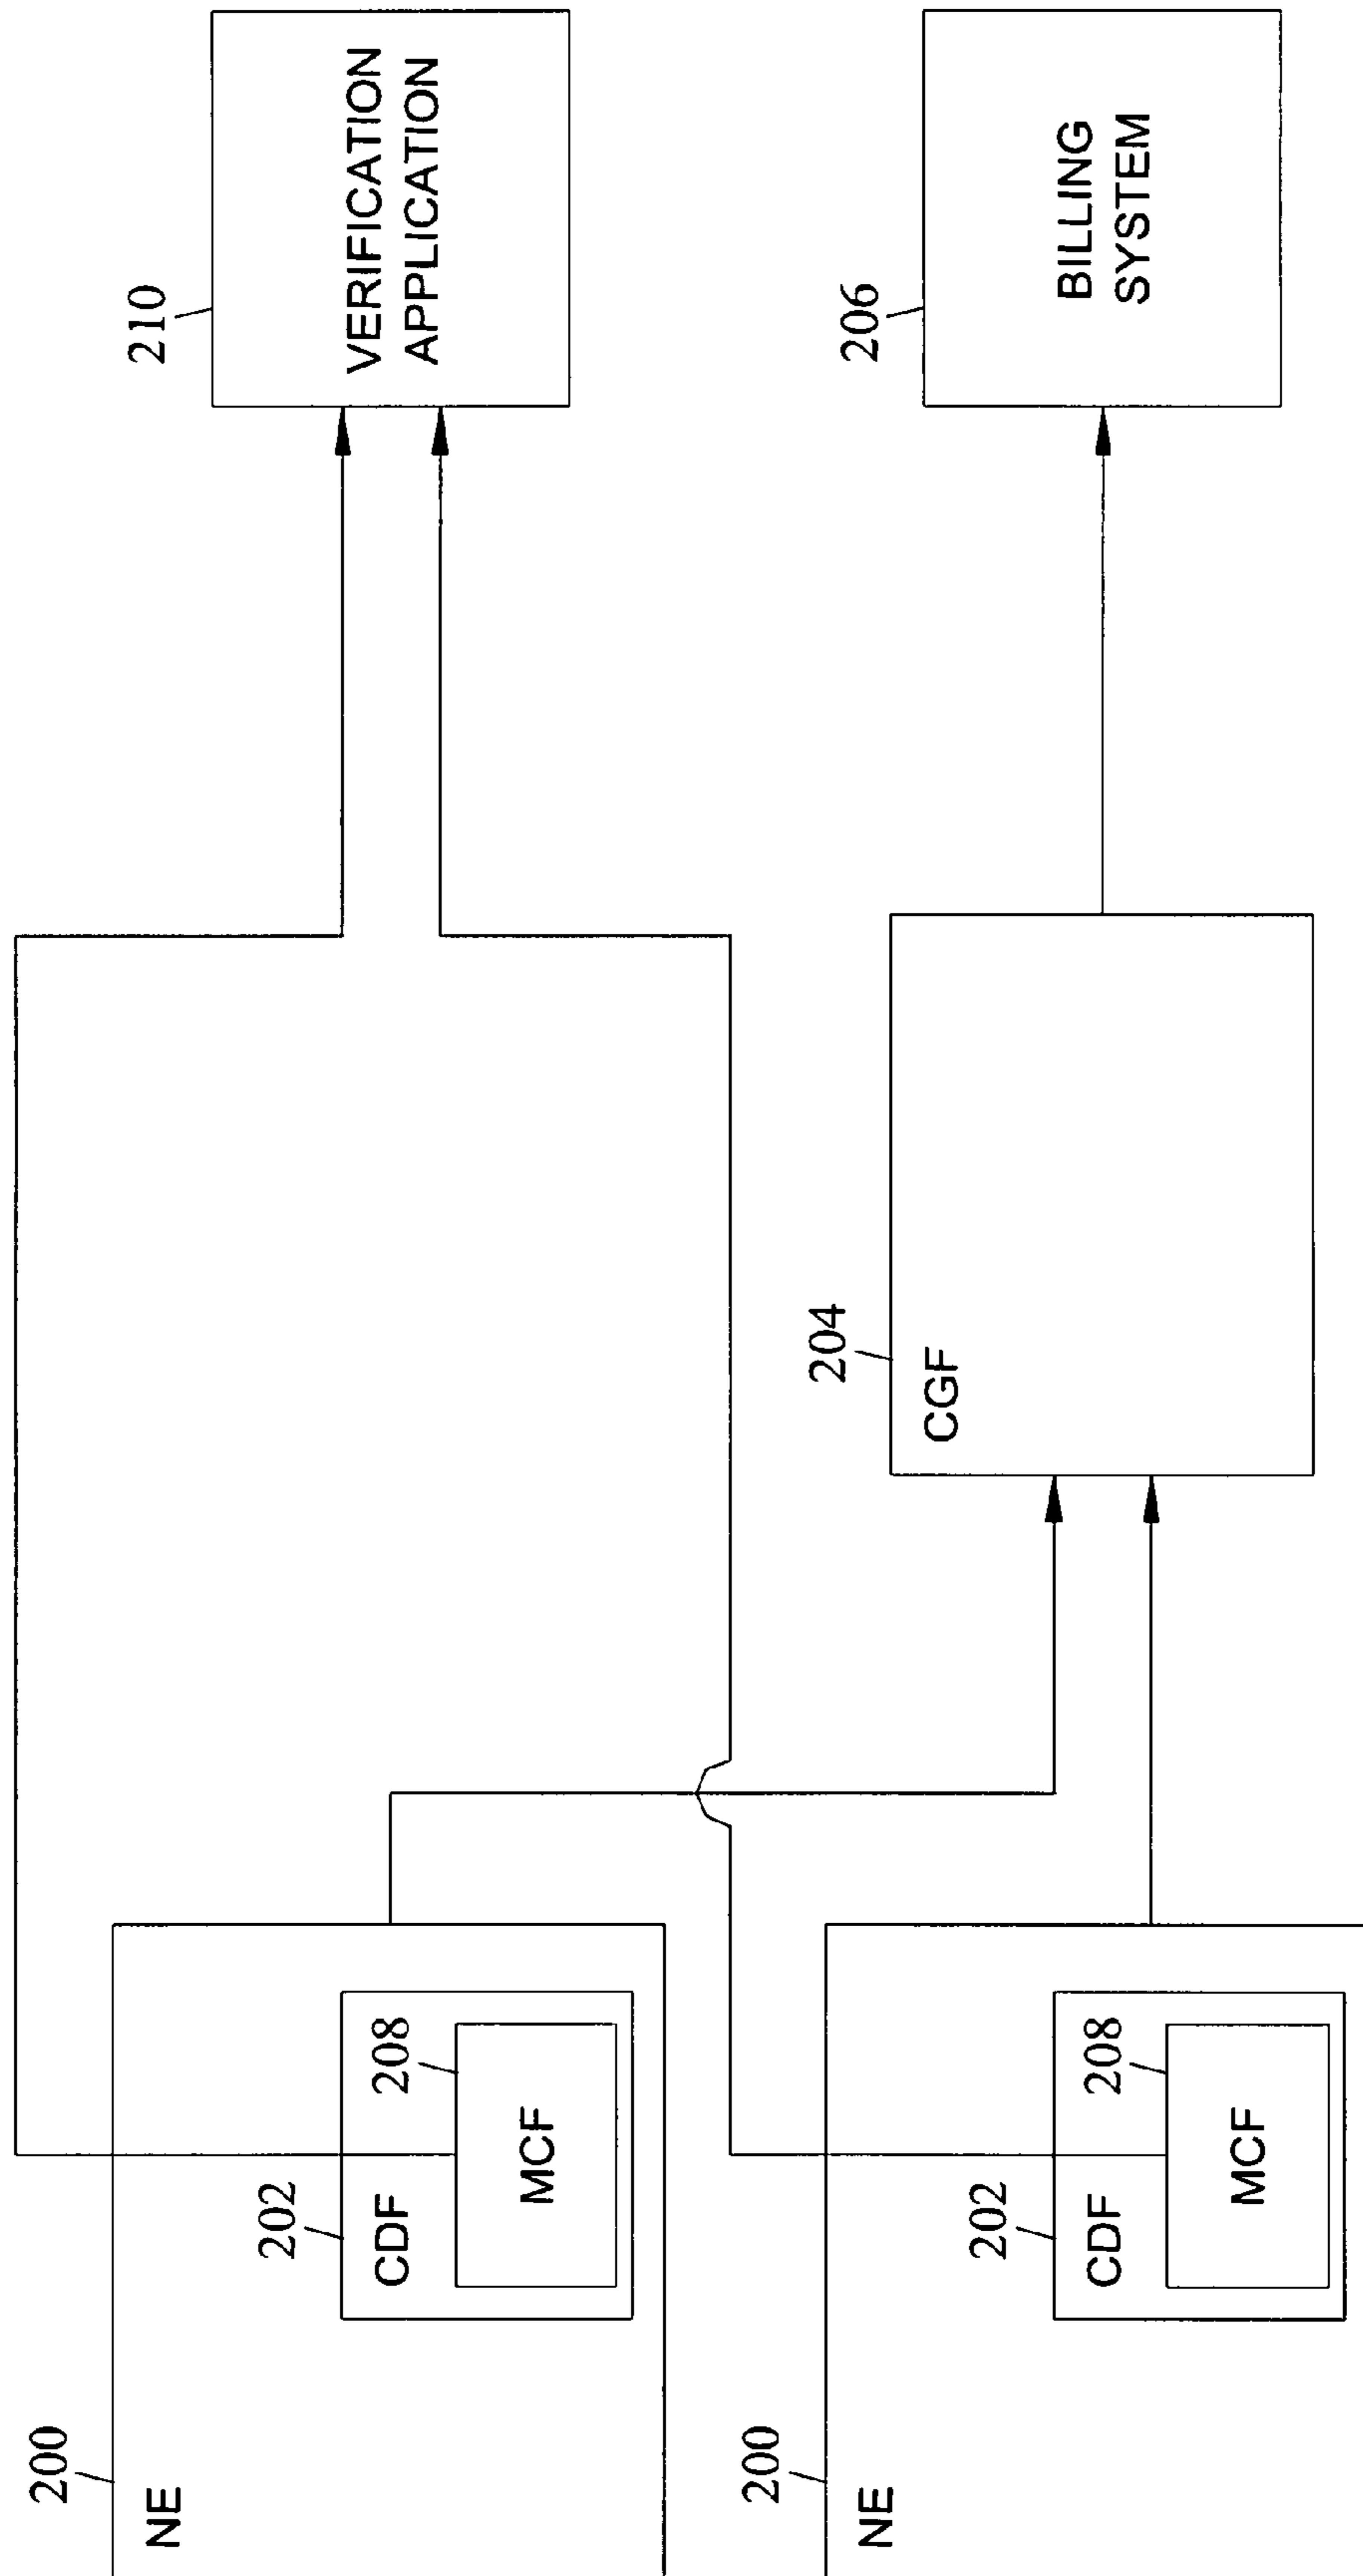 200
NE
202
CDF
208
MCF
210
VERIFICATION
APPLICATION
200
NE
202
CDF
208
MCF
204
CGF
206
BILLING
SYSTEM